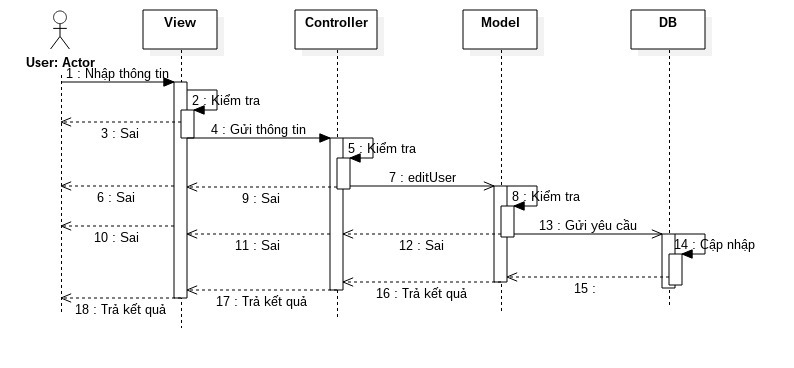 View
Controller
Model
DB
User: Actor
1 : Nhập thông tin
2 : Kiểm tra
3 : Sai
4 : Gửi thông tin
5 : Kiểm tra
7 : editUser
6 : Sai
9 : Sai
8 : Kiểm tra
13 : Gửi yêu cầu
10 : Sai
11 : Sai
12 : Sai
14 : Cập nhập
15 :
16 : Trả kết quả
17 : Trả kết quả
18 : Trả kết quả